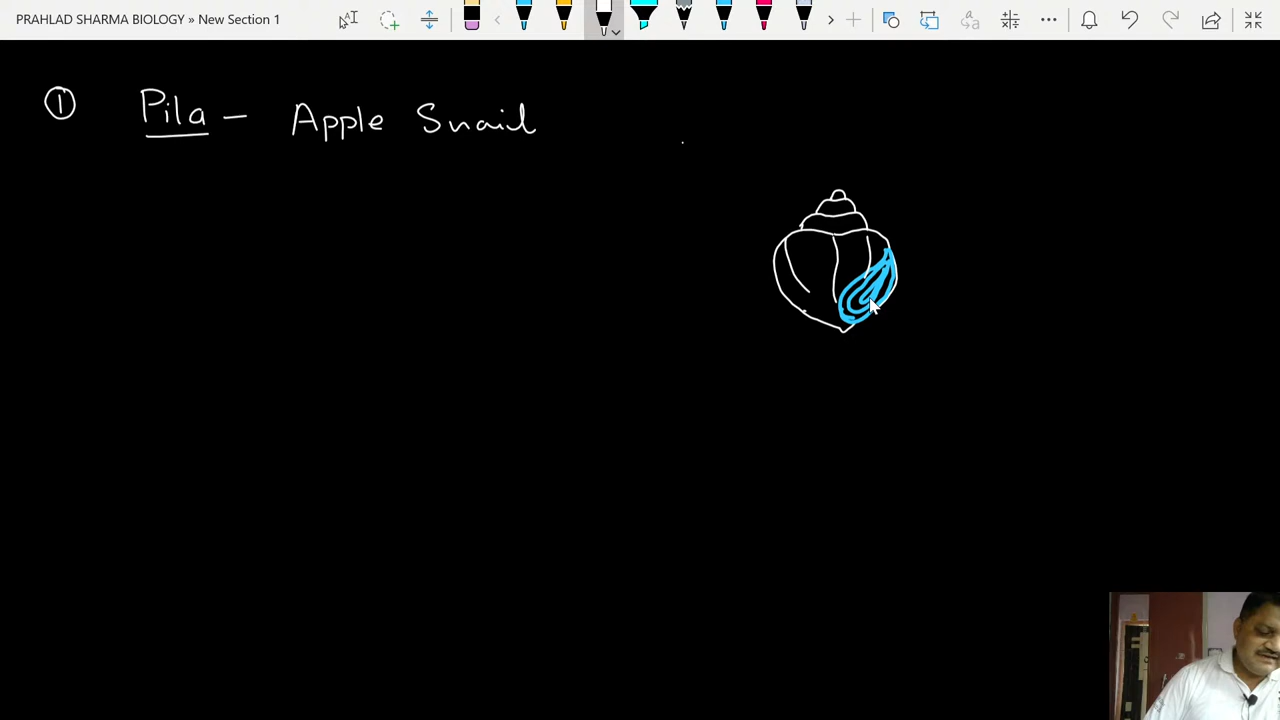 PRAHLAD SHARMA BIOLOGY » New Section 1
① Pila – Apple Snail